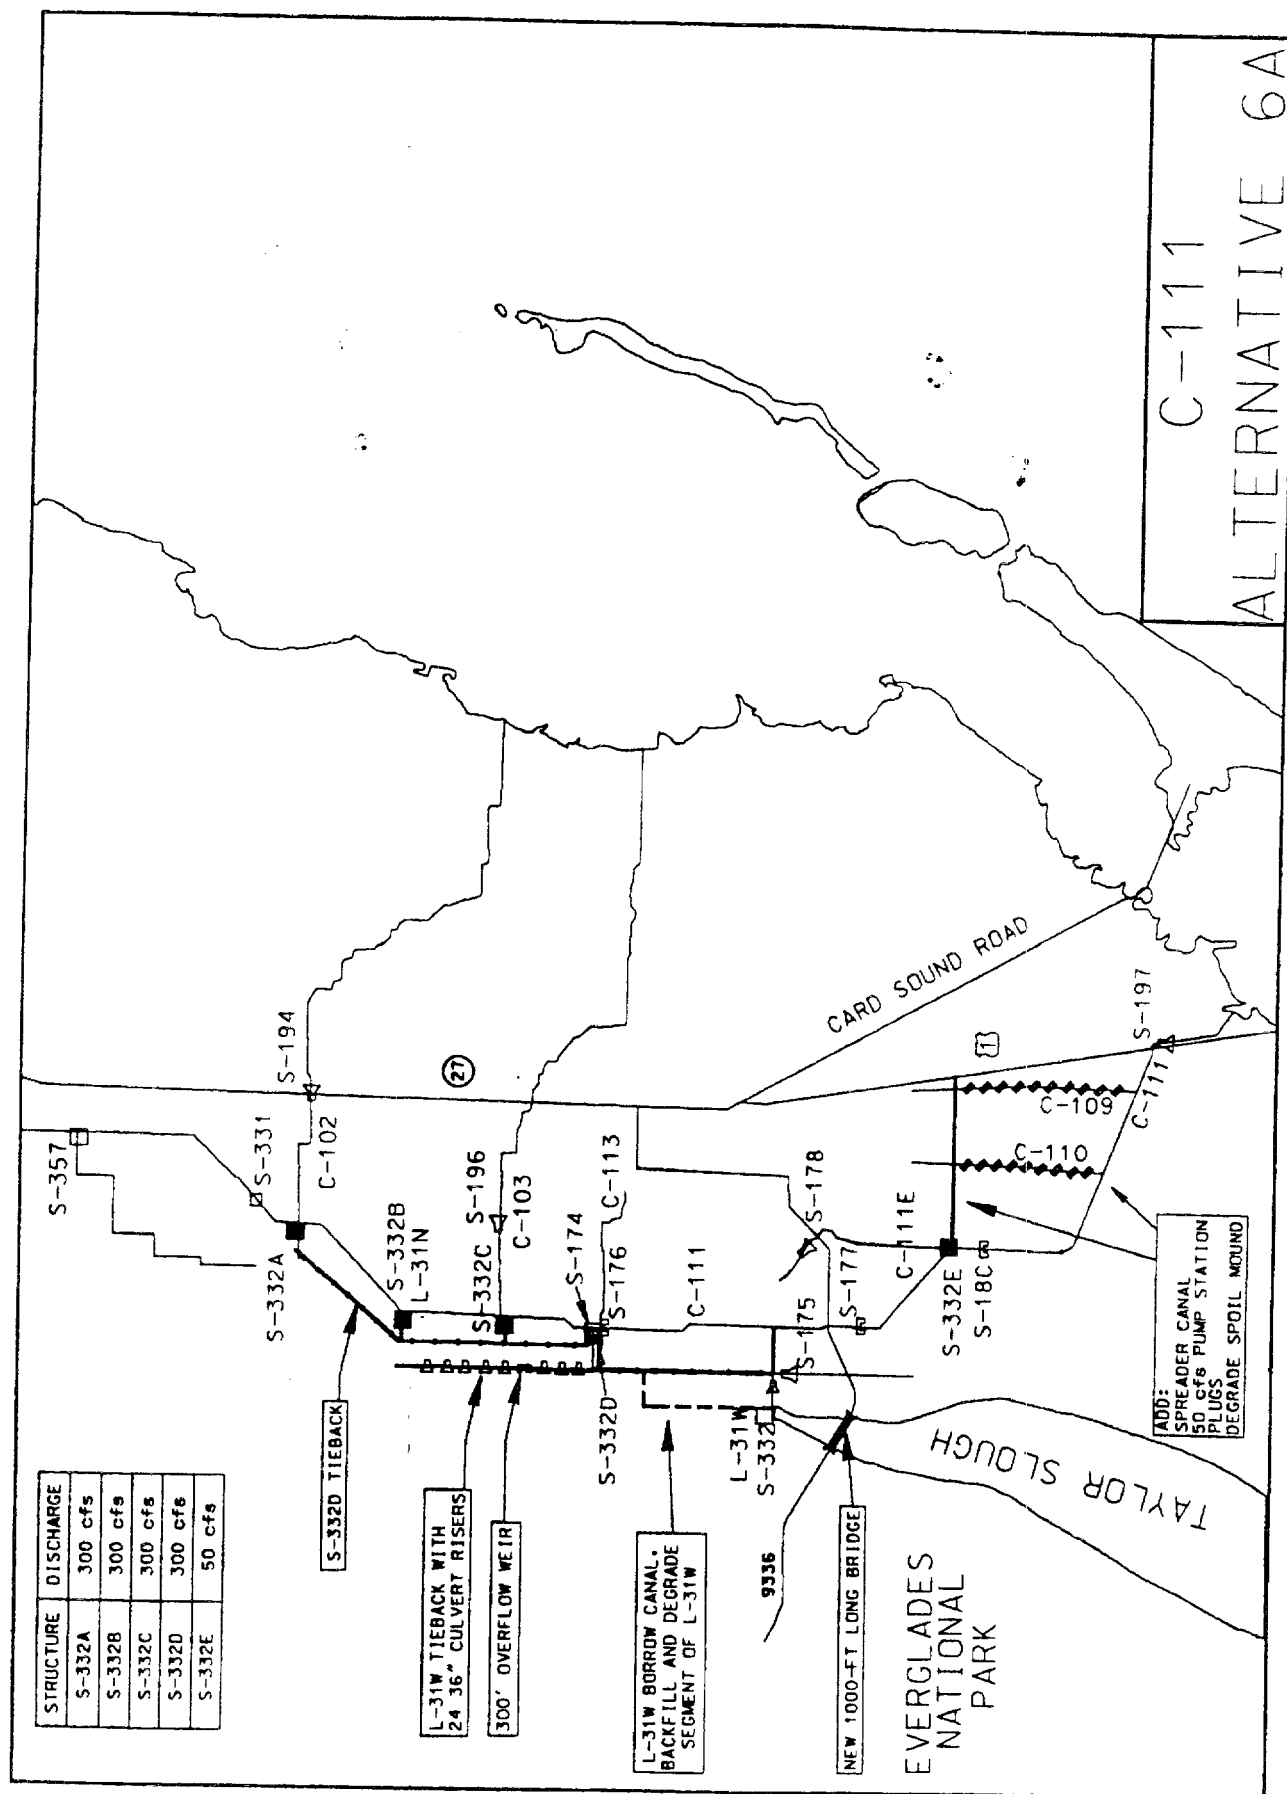 STRUCTURE DISCHARGE
S-332A 300 cfs
S-332B 300 cfs
S-332C 300 cfs
S-332D 300 cfs
S-332E 50 cfs
S-357
S-331
S-194
C-102
S-332A
S-332D TIEBACK
S-332B
L-31N
27
L-31W TIEBACK WITH
24 36" CULVERT RISERS
S-332C
S-196
C-103
300' OVERFLOW WEIR
S-174
S-332D
S-176
C-113
L-31W BORROW CANAL.
BACKFILL AND DEGRADE
SEGMENT OF L-31W
C-111
L-31W
S-332
S-175
S-178
9336
S-177
NEW 1000-FT LONG BRIDGE
CARD SOUND ROAD
C-111E
S-332E
S-18C
1
C-109
C-110
C-111
S-197
EVERGLADES
NATIONAL
PARK
TAYLOR SLOUGH
ADD:
SPREADER CANAL
50 cfs PUMP STATION
PLUGS
DEGRADE SPOIL MOUND
C-111
ALTERNATIVE 6A